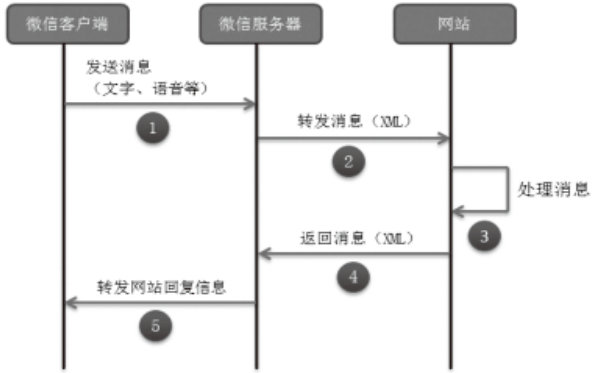 微信客户端
微信服务器
网站
发送消息
（文字、语音等）
1
转发消息（XML）
2
处理消息
3
返回消息（XML）
4
转发网站回复信息
5